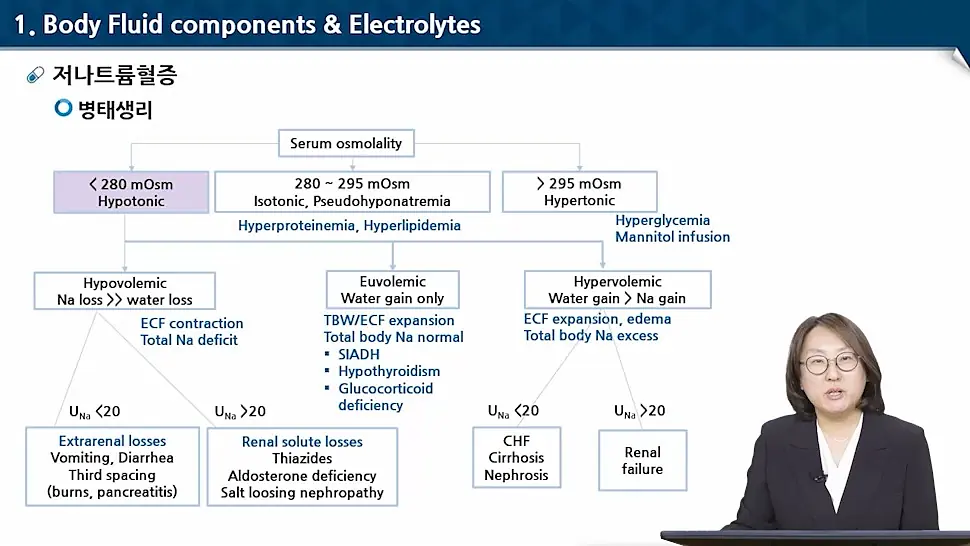 1. Body Fluid components & Electrolytes
저나트륨혈증
병태생리
Serum osmolality
< 280 mOsm
Hypotonic
280 ~ 295 mOsm
Isotonic, Pseudohyponatremia
> 295 mOsm
Hypertonic
Hyperproteinemia, Hyperlipidemia
Hyperglycemia
Mannitol infusion
Hypovolemic
Na loss >> water loss
Euvolemic
Water gain only
Hypervolemic
Water gain > Na gain
ECF contraction
Total Na deficit
TBW/ECF expansion
Total body Na normal
▪ SIADH
▪ Hypothyroidism
▪ Glucocorticoid
deficiency
ECF expansion, edema
Total body Na excess
UNa <20
UNa >20
UNa <20
UNa >20
Extrarenal losses
Vomiting, Diarrhea
Third spacing
(burns, pancreatitis)
Renal solute losses
Thiazides
Aldosterone deficiency
Salt loosing nephropathy
CHF
Cirrhosis
Nephrosis
Renal
failure